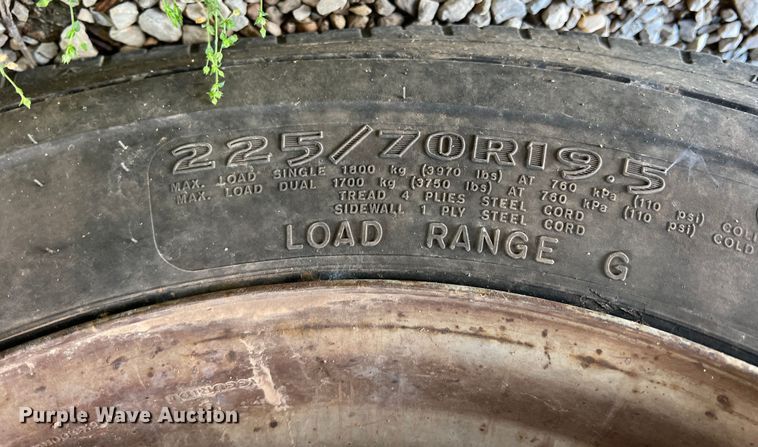 225/70R19.5
MAX. LOAD SINGLE 1800 kg (3970 lbs) AT 760 kPa (110 psi) COLD
MAX. LOAD DUAL 1700 kg (3750 lbs) AT 760 kPa (110 psi) COLD
TREAD 4 PLIES STEEL CORD
SIDEWALL 1 PLY STEEL CORD
LOAD RANGE G
Purple Wave Auction